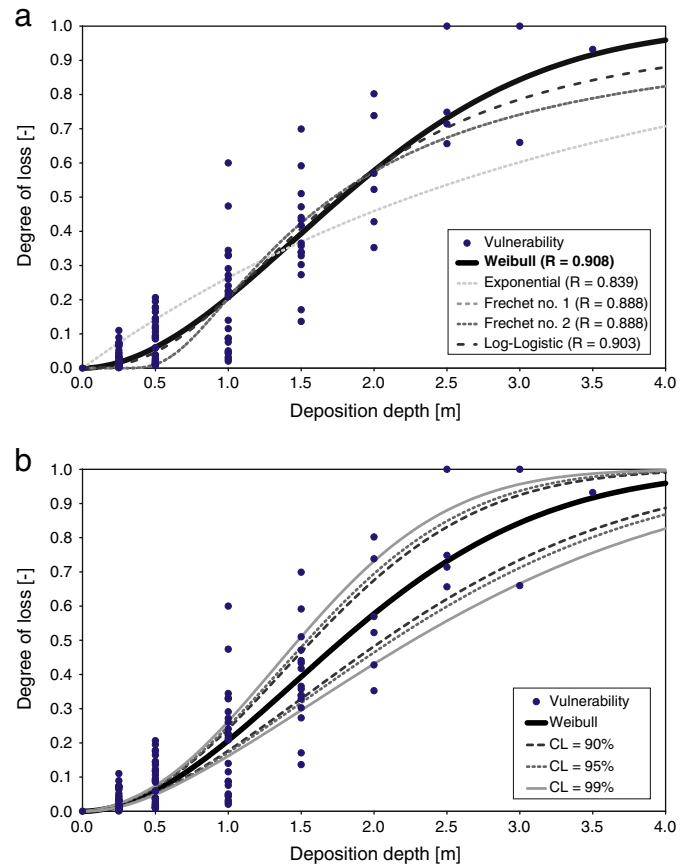 a
1.0
0.9
0.8
0.7
0.6
0.5
0.4
0.3
0.2
0.1
0.0
Degree of loss [-]
Vulnerability
Weibull (R = 0.908)
Exponential (R = 0.839)
Frechet no. 1 (R = 0.888)
Frechet no. 2 (R = 0.888)
Log-Logistic (R = 0.903)
0.0 0.5 1.0 1.5 2.0 2.5 3.0 3.5 4.0
Deposition depth [m]
b
1.0
0.9
0.8
0.7
0.6
0.5
0.4
0.3
0.2
0.1
0.0
Degree of loss [-]
Vulnerability
Weibull
CL = 90%
CL = 95%
CL = 99%
0.0 0.5 1.0 1.5 2.0 2.5 3.0 3.5 4.0
Deposition depth [m]